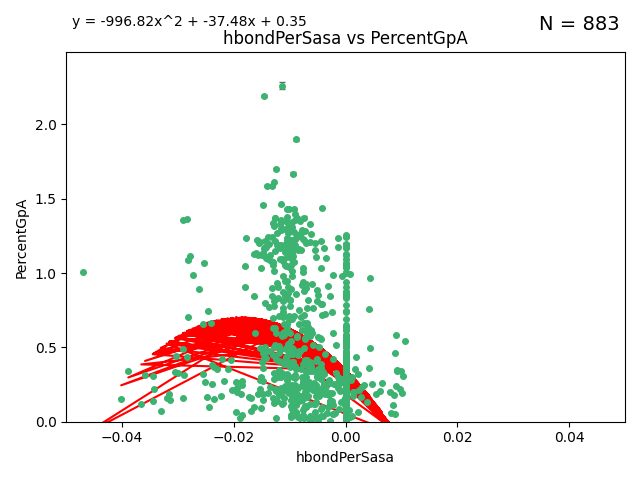 y = -996.82x^2 + -37.48x + 0.35
N = 883
hbondPerSasa vs PercentGpA
PercentGpA
2.0
1.5
1.0
0.5
0.0
−0.04 −0.02 0.00 0.02 0.04
hbondPerSasa